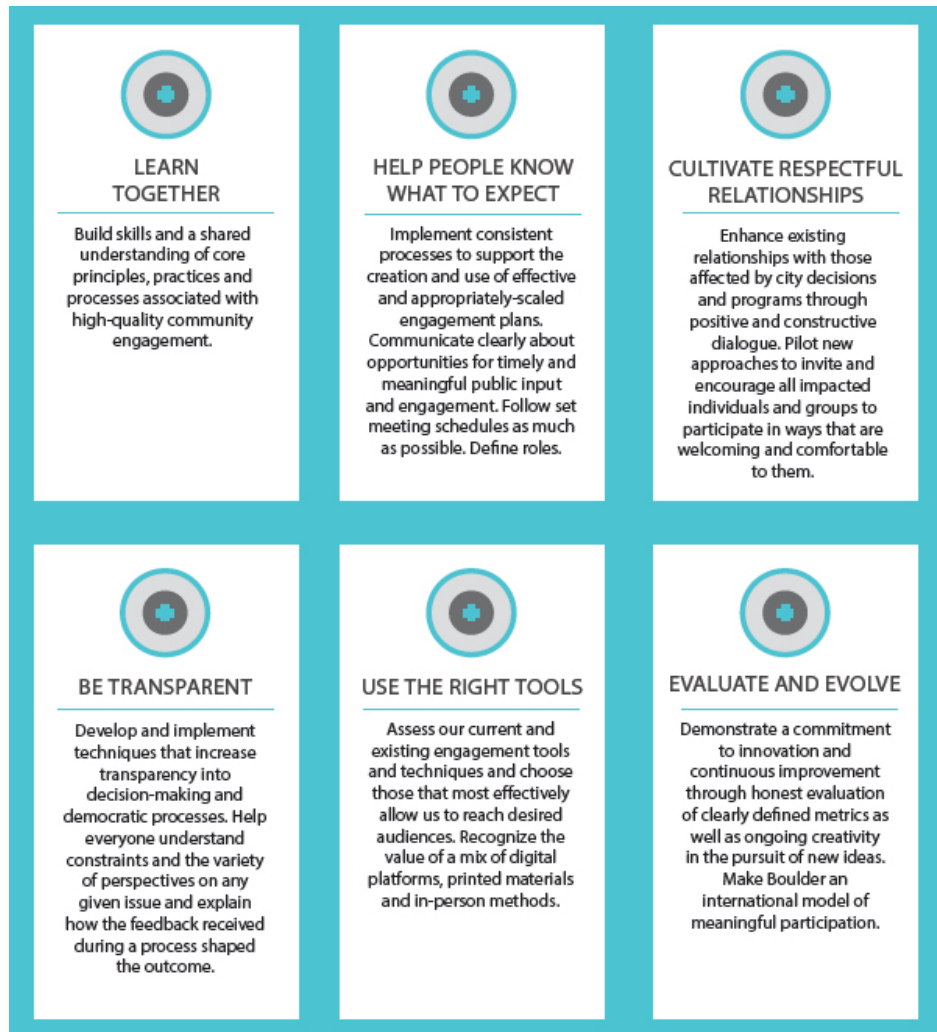 LEARN
TOGETHER
Build skills and a shared
understanding of core
principles, practices and
processes associated with
high-quality community
engagement.
HELP PEOPLE KNOW
WHAT TO EXPECT
Implement consistent
processes to support the
creation and use of effective
and appropriately-scaled
engagement plans.
Communicate clearly about
opportunities for timely and
meaningful public input
and engagement. Follow set
meeting schedules as much
as possible. Define roles.
CULTIVATE RESPECTFUL
RELATIONSHIPS
Enhance existing
relationships with those
affected by city decisions
and programs through
positive and constructive
dialogue. Pilot new
approaches to invite and
encourage all impacted
individuals and groups to
participate in ways that are
welcoming and comfortable
to them.
BE TRANSPARENT
Develop and implement
techniques that increase
transparency into
decision-making and
democratic processes. Help
everyone understand
constraints and the variety
of perspectives on any
given issue and explain
how the feedback received
during a process shaped
the outcome.
USE THE RIGHT TOOLS
Assess our current and
existing engagement tools
and techniques and choose
those that most effectively
allow us to reach desired
audiences. Recognize the
value of a mix of digital
platforms, printed materials
and in-person methods.
EVALUATE AND EVOLVE
Demonstrate a commitment
to innovation and
continuous improvement
through honest evaluation
of clearly defined metrics as
well as ongoing creativity
in the pursuit of new ideas.
Make Boulder an
international model of
meaningful participation.